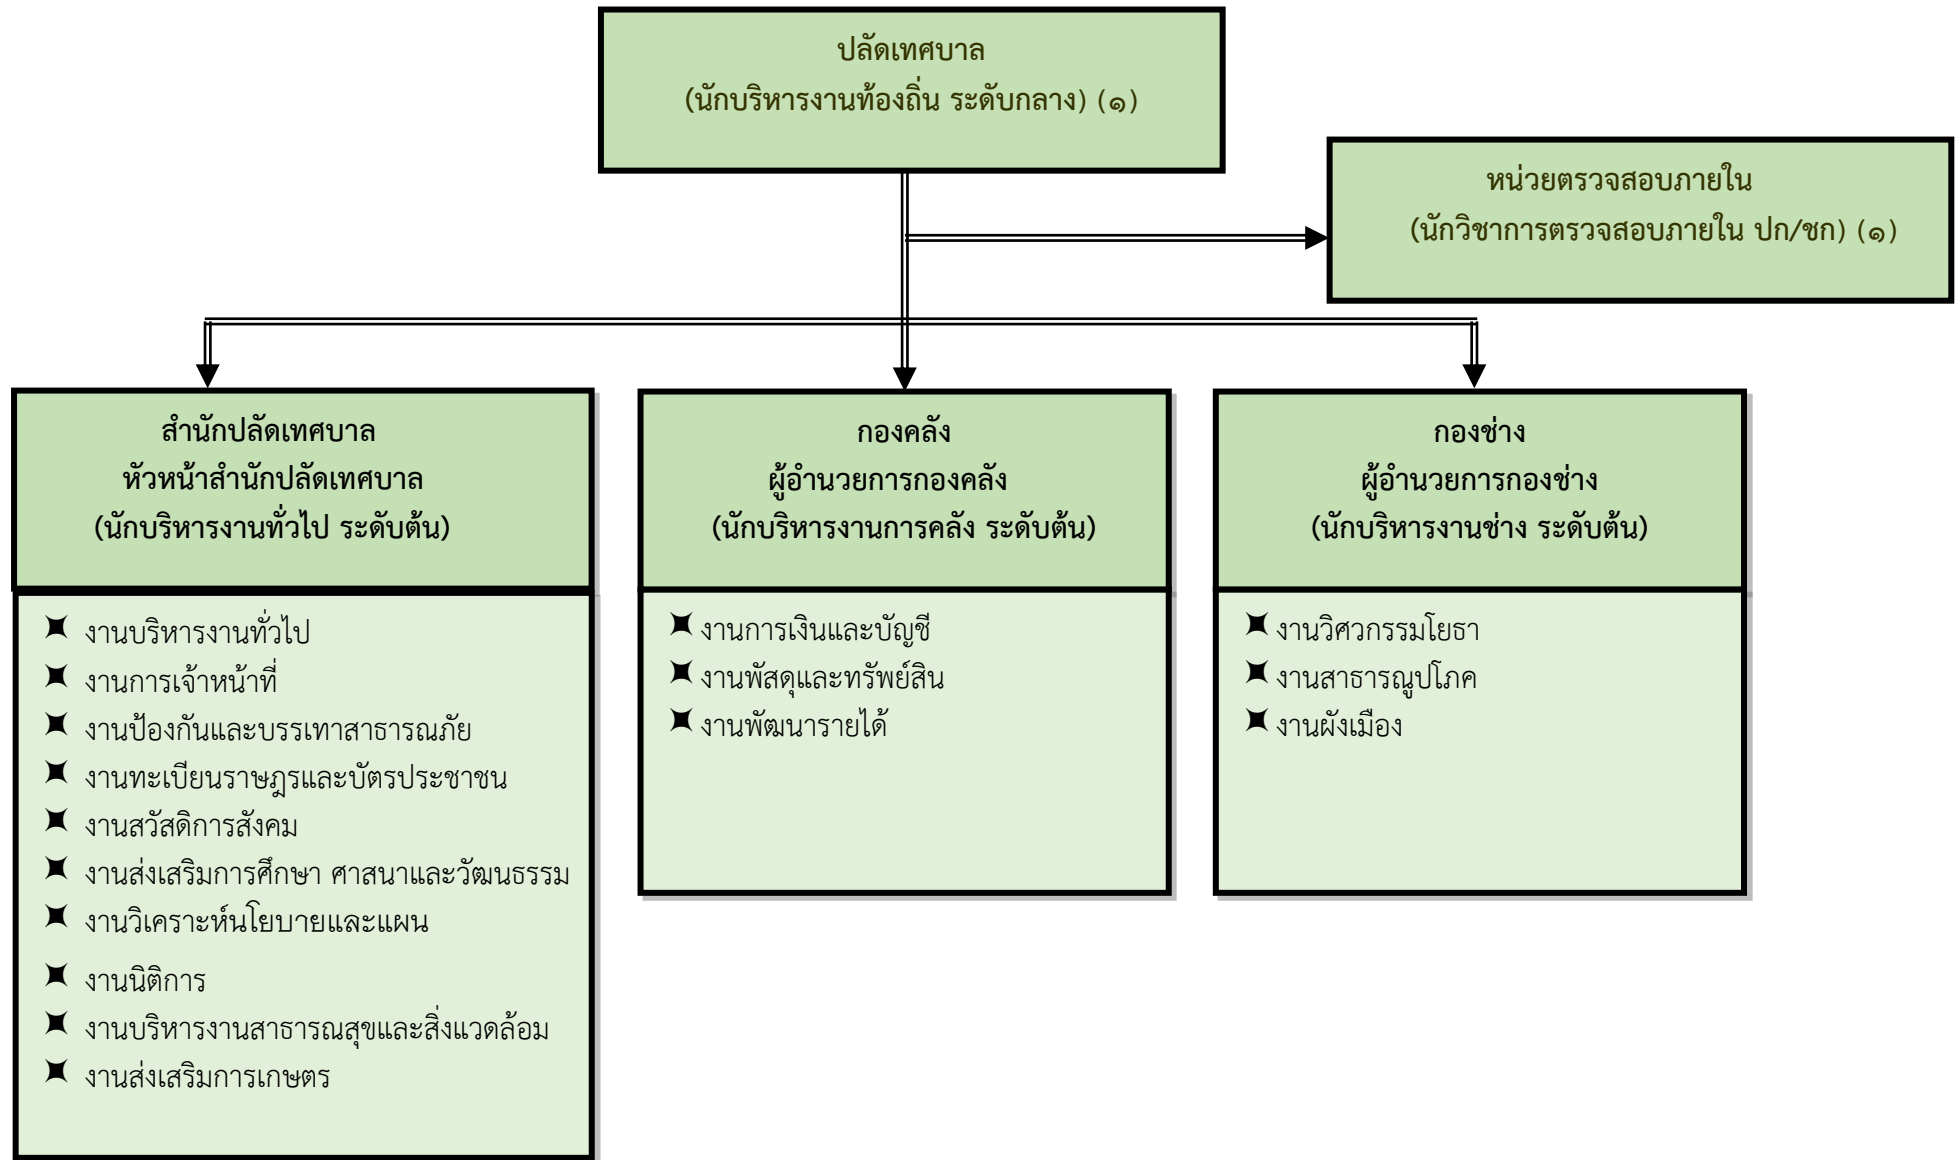 ปลัดเทศบาล
(นักบริหารงานท้องถิ่น ระดับกลาง) (๑)
หน่วยตรวจสอบภายใน
(นักวิชาการตรวจสอบภายใน ปก/ชก) (๑)
สำนักปลัดเทศบาล
หัวหน้าสำนักปลัดเทศบาล
(นักบริหารงานทั่วไป ระดับต้น)
งานบริหารงานทั่วไป
งานการเจ้าหน้าที่
งานป้องกันและบรรเทาสาธารณภัย
งานทะเบียนราษฎรและบัตรประชาชน
งานสวัสดิการสังคม
งานส่งเสริมการศึกษา ศาสนาและวัฒนธรรม
งานวิเคราะห์นโยบายและแผน
งานนิติการ
งานบริหารงานสาธารณสุขและสิ่งแวดล้อม
งานส่งเสริมการเกษตร
กองคลัง
ผู้อำนวยการกองคลัง
(นักบริหารงานการคลัง ระดับต้น)
งานการเงินและบัญชี
งานพัสดุและทรัพย์สิน
งานพัฒนารายได้
กองช่าง
ผู้อำนวยการกองช่าง
(นักบริหารงานช่าง ระดับต้น)
งานวิศวกรรมโยธา
งานสาธารณูปโภค
งานผังเมือง